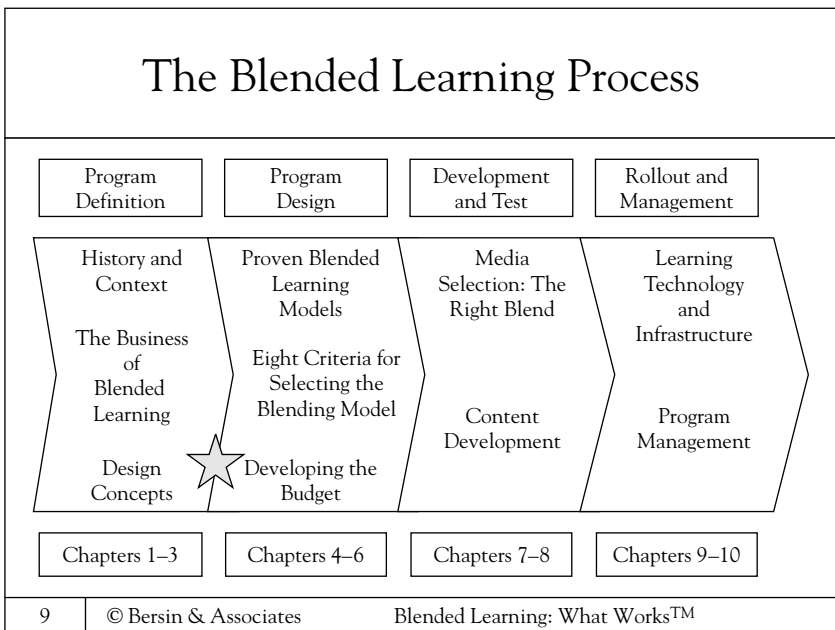 The Blended Learning Process
Program
Definition
Program
Design
Development
and Test
Rollout and
Management
History and
Context
The Business
of
Blended
Learning
Design
Concepts
Proven Blended
Learning
Models
Eight Criteria for
Selecting the
Blending Model
Developing the
Budget
Media
Selection: The
Right Blend
Content
Development
Learning
Technology
and
Infrastructure
Program
Management
Chapters 1–3
Chapters 4–6
Chapters 7–8
Chapters 9–10
9 © Bersin & Associates Blended Learning: What Works™